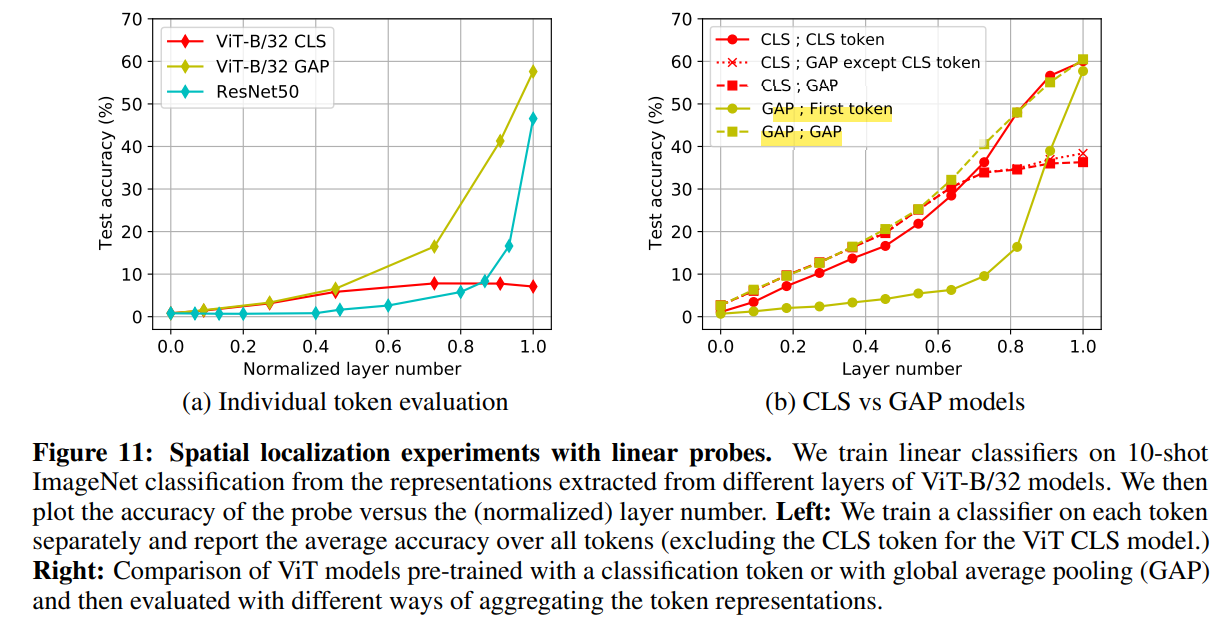 70
60
50
40
30
20
10
0
Test accuracy (%)
ViT-B/32 CLS
ViT-B/32 GAP
ResNet50
0.0 0.2 0.4 0.6 0.8 1.0
Normalized layer number
(a) Individual token evaluation
70
60
50
40
30
20
10
0
Test accuracy (%)
CLS ; CLS token
CLS ; GAP except CLS token
CLS ; GAP
GAP ; First token
GAP ; GAP
0.0 0.2 0.4 0.6 0.8 1.0
Layer number
(b) CLS vs GAP models
Figure 11: Spatial localization experiments with linear probes. We train linear classifiers on 10-shot
ImageNet classification from the representations extracted from different layers of ViT-B/32 models. We then
plot the accuracy of the probe versus the (normalized) layer number. Left: We train a classifier on each token
separately and report the average accuracy over all tokens (excluding the CLS token for the ViT CLS model.)
Right: Comparison of ViT models pre-trained with a classification token or with global average pooling (GAP)
and then evaluated with different ways of aggregating the token representations.